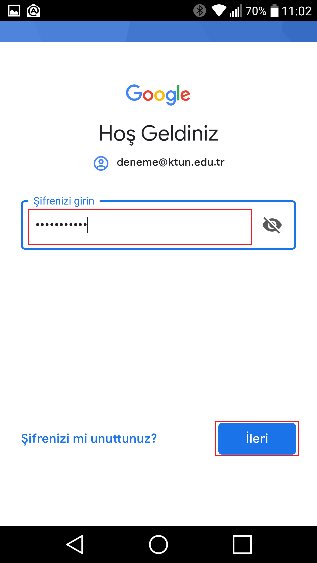 70% 11:02
Google
Hoş Geldiniz
deneme@ktun.edu.tr
Şifrenizi girin
•••••••••••
Şifrenizi mi unuttunuz?
İleri